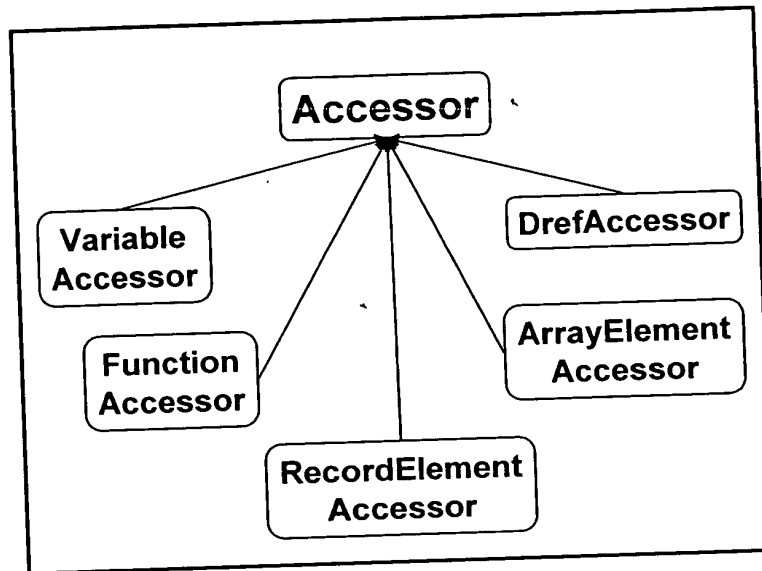 Accessor
Variable
Accessor
DrefAccessor
Function
Accessor
ArrayElement
Accessor
RecordElement
Accessor